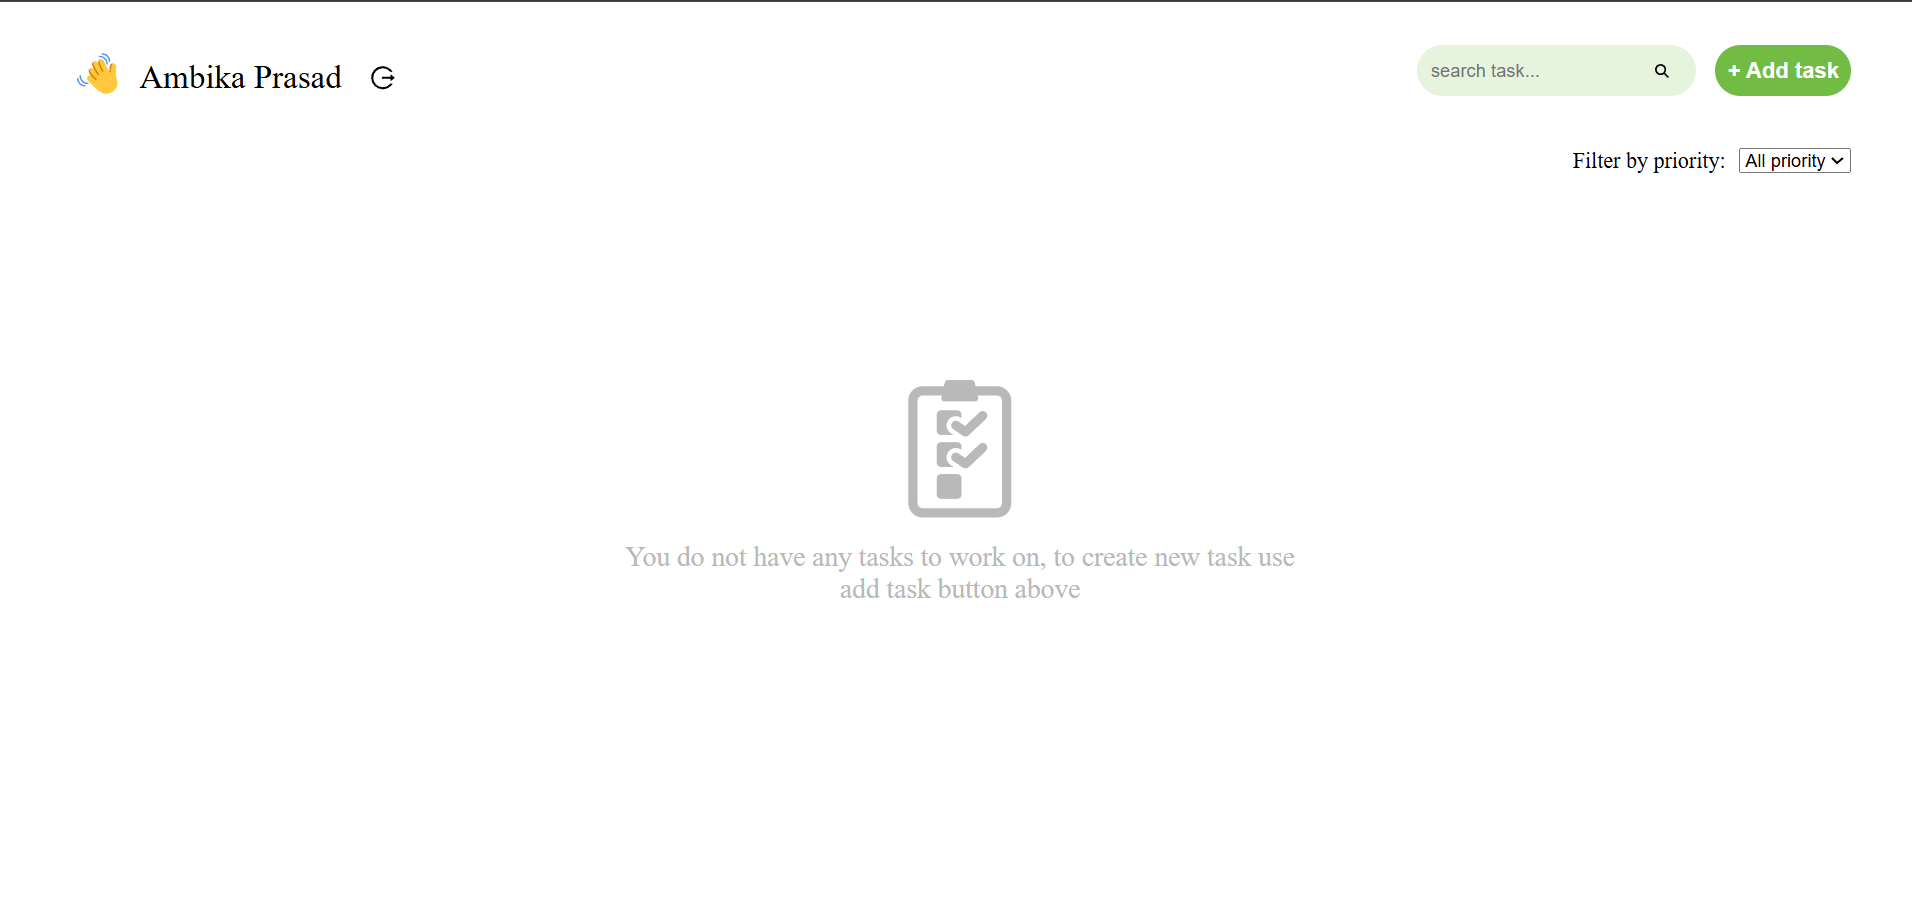 Ambika Prasad
search task...
+ Add task
Filter by priority:
All priority
You do not have any tasks to work on, to create new task use
add task button above